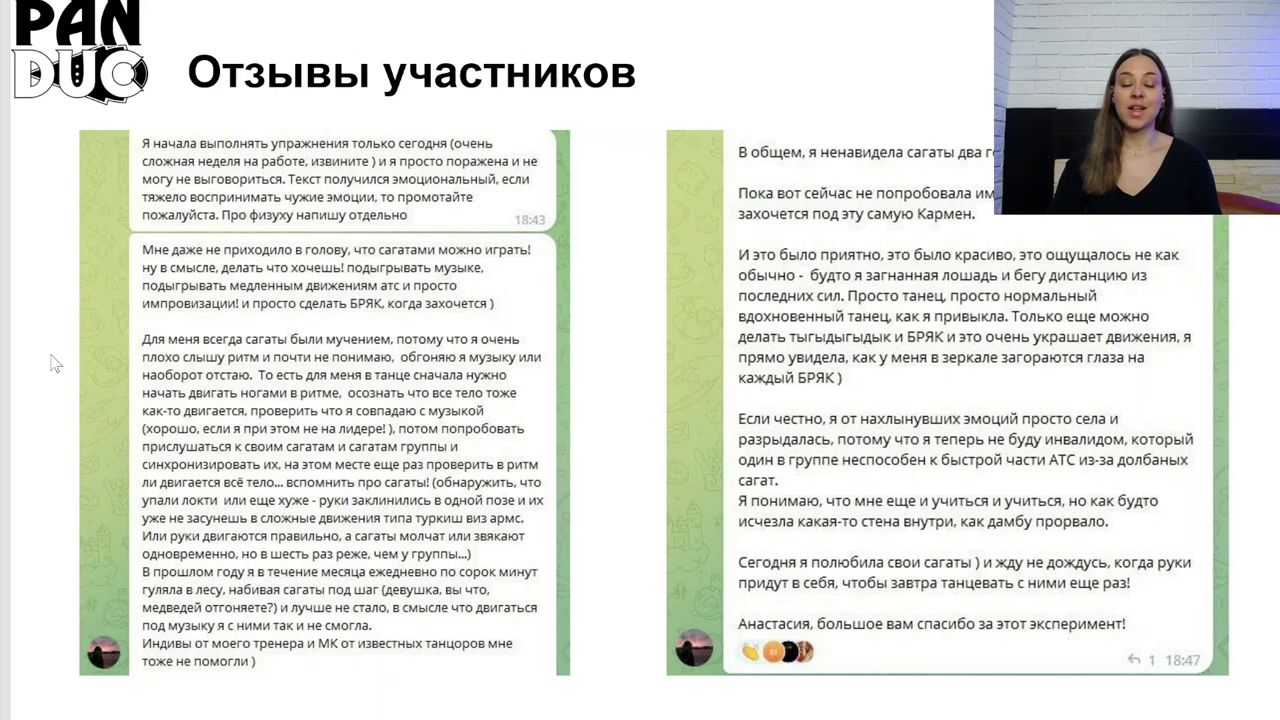 PAN
DUC
Отзывы участников
Я начала выполнять упражнения только сегодня (очень
сложная неделя на работе, извините ) и я просто поражена и не
могу не выговориться. Текст получился эмоциональный, если
тяжело воспринимать чужие эмоции, то промотайте
пожалуйста. Про физуху напишу отдельно
18:43
Мне даже не приходило в голову, что сагатами можно играть!
ну в смысле, делать что хочешь! подыгрывать музыке,
подыгрывать медленным движениям атс и просто
импровизации! и просто сделать БРЯК, когда захочется )
Для меня всегда сагаты были мучением, потому что я очень
плохо слышу ритм и почти не понимаю, обгоняю я музыку или
наоборот отстаю. То есть для меня в танце сначала нужно
начать двигать ногами в ритме, осознать что все тело тоже
как-то двигается, проверить что я совпадаю с музыкой
(хорошо, если я при этом не на лидере! ), потом попробовать
прислушаться к своим сагатам и сагатам группы и
синхронизировать их, на этом месте еще раз проверить в ритм
ли двигается всё тело... вспомнить про сагаты! (обнаружить, что
упали локти или еще хуже - руки заклинились в одной позе и их
уже не засунешь в сложные движения типа туркиш виз армс.
Или руки двигаются правильно, а сагаты молчат или звякают
одновременно, но в шесть раз реже, чем у группы...)
В прошлом году я в течение месяца ежедневно по сорок минут
гуляла в лесу, набивая сагаты под шаг (девушка, вы что,
медведей отгоняете?) и лучше не стало, в смысле что двигаться
под музыку я с ними так и не смогла.
Индивы от моего тренера и МК от известных танцоров мне
тоже не помогли )
В общем, я ненавидела сагаты два
Пока вот сейчас не попробовала
захочется под эту самую Кармен.
И это было приятно, это было красиво, это ощущалось не как
обычно - будто я загнанная лошадь и бегу дистанцию из
последних сил. Просто танец, просто нормальный
вдохновенный танец, как я привыкла. Только еще можно
делать тыгыдыгыдык и БРЯК и это очень украшает движения, я
прямо увидела, как у меня в зеркале загораются глаза на
каждый БРЯК )
Если честно, я от нахлынувших эмоций просто села и
разрыдалась, потому что я теперь не буду инвалидом, который
один в группе неспособен к быстрой части АТС из-за долбаных
сагат.
Я понимаю, что мне еще и учиться и учиться, но как будто
исчезла какая-то стена внутри, как дамбу прорвало.
Сегодня я полюбила свои сагаты ) и жду не дождусь, когда руки
придут в себя, чтобы завтра танцевать с ними еще раз!
Анастасия, большое вам спасибо за этот эксперимент!
1 18:47